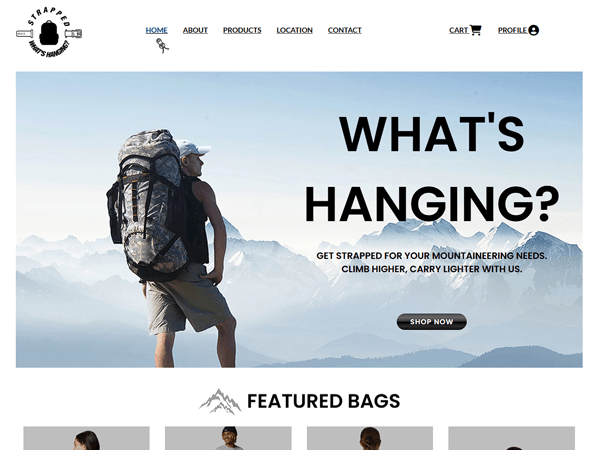 STRAPPED
WHAT'S HANGING?
HOME ABOUT PRODUCTS LOCATION CONTACT CART PROFILE
WHAT'S
HANGING?
GET STRAPPED FOR YOUR MOUNTAINEERING NEEDS.
CLIMB HIGHER, CARRY LIGHTER WITH US.
SHOP NOW
FEATURED BAGS